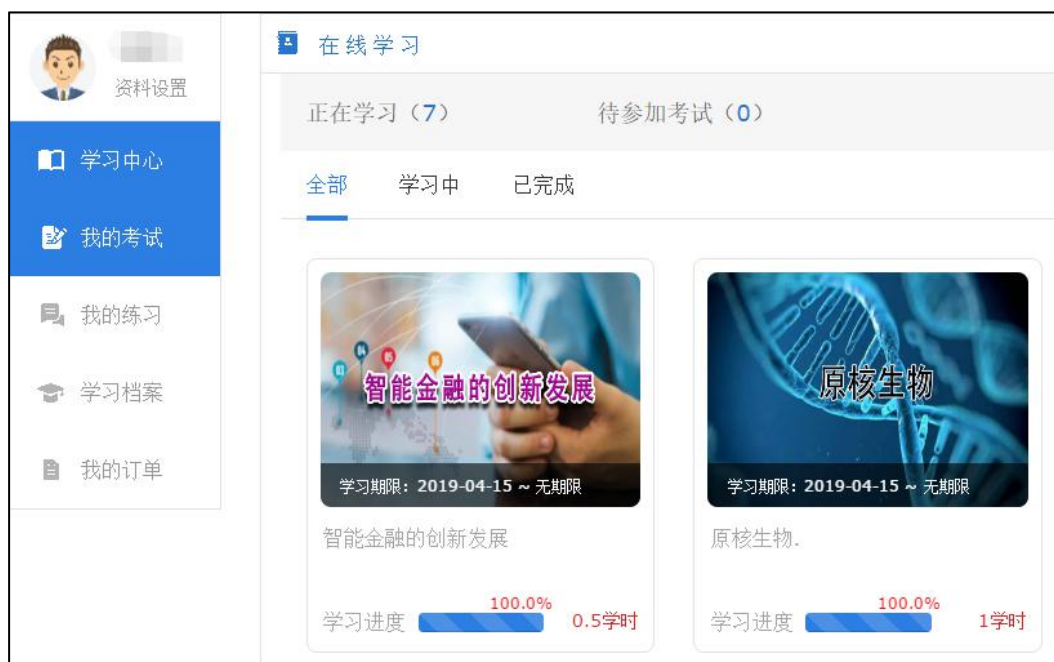 资料设置
学习中心
我的考试
我的练习
学习档案
我的订单
在线学习
正在学习（7） 待参加考试（0）
全部 学习中 已完成
智能金融的创新发展
学习期限：2019-04-15 ~ 无期限
智能金融的创新发展
学习进度 100.0% 0.5学时
原核生物
学习期限：2019-04-15 ~ 无期限
原核生物.
学习进度 100.0% 1学时